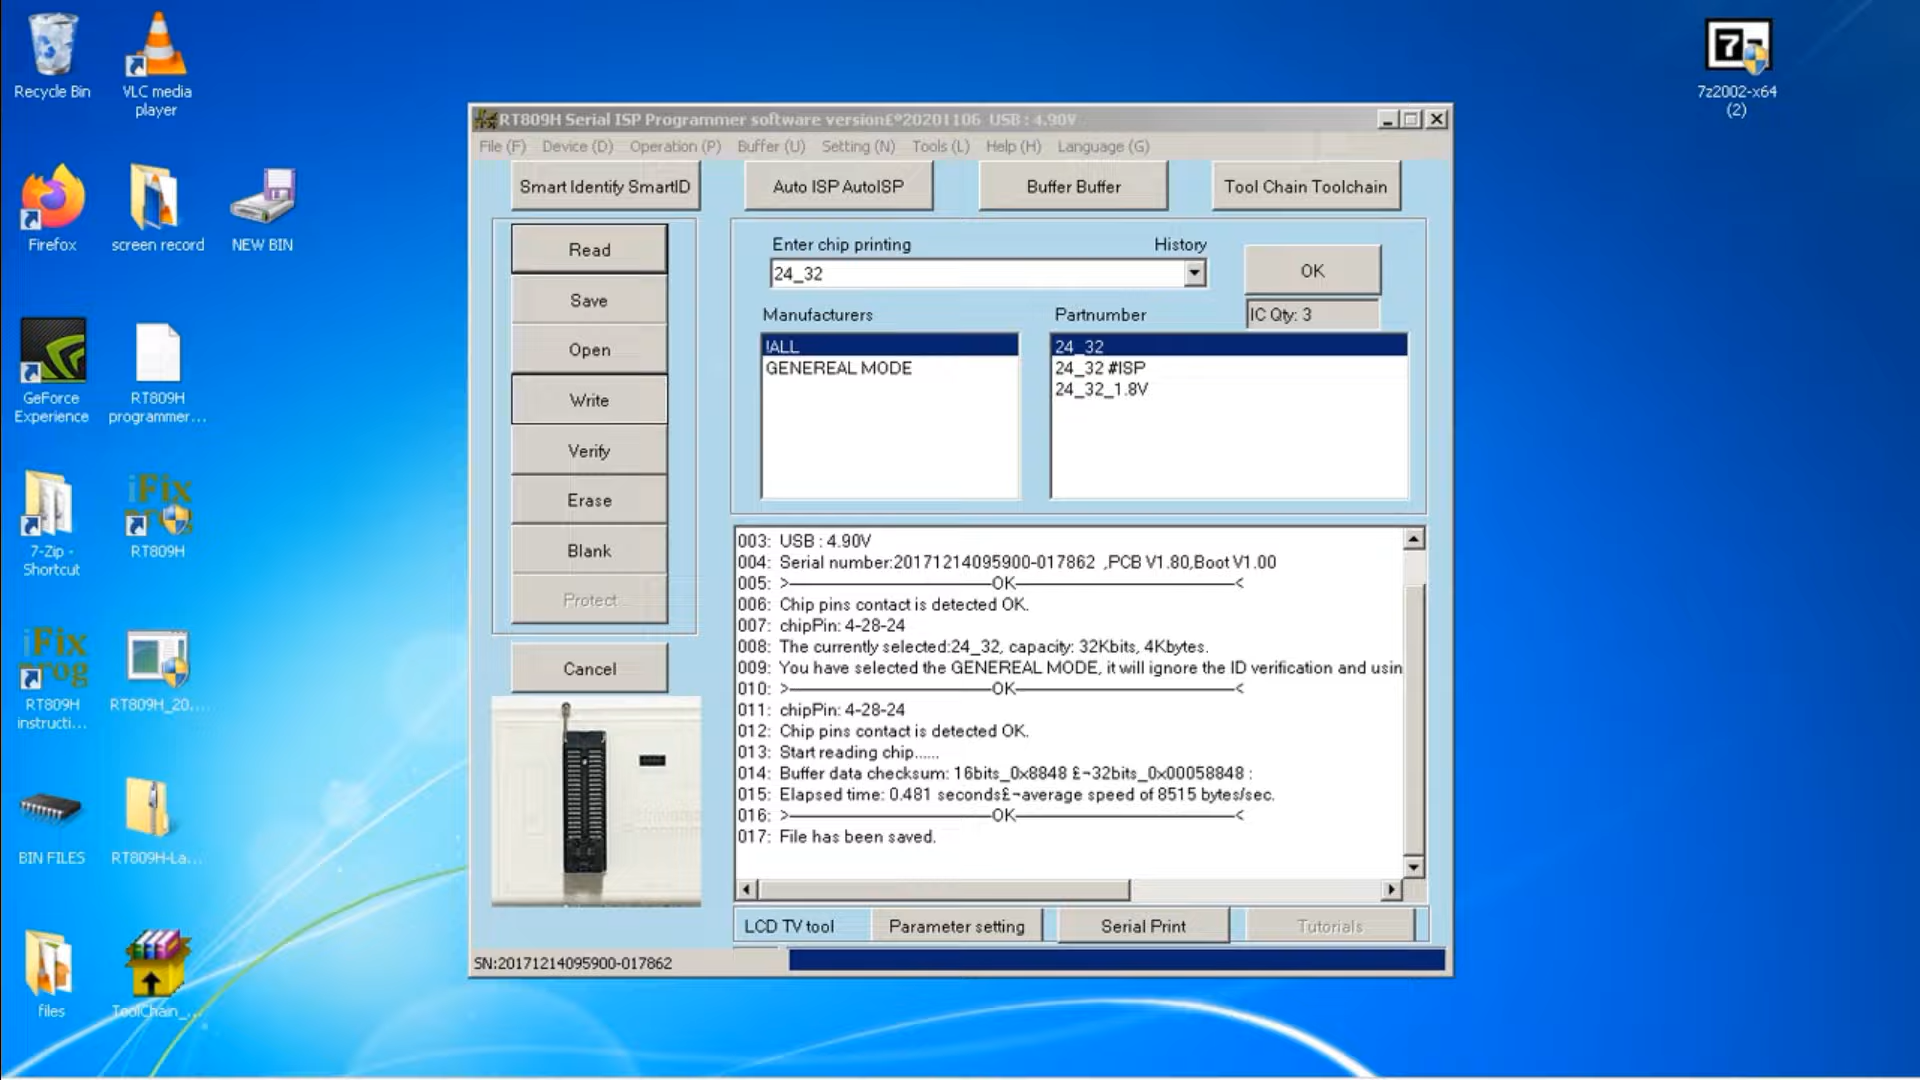 Recycle Bin
VLC media
player
7z2002-x64
(2)
Firefox
screen record
NEW BIN
GeForce
Experience
RT809H
programmer...
7-Zip -
Shortcut
iFix
prog
RT809H
iFix
prog
RT809H
instructi...
RT809H_20....
BIN FILES
RT809H-La...
files
ToolChain_...
RT809H Serial ISP Programmer software version£º20201106 USB : 4.90V
File (F) Device (D) Operation (P) Buffer (U) Setting (N) Tools (L) Help (H) Language (G)
Smart Identify SmartID
Auto ISP AutoISP
Buffer Buffer
Tool Chain Toolchain
Read
Save
Open
Write
Verify
Erase
Blank
Protect
Cancel
Enter chip printing
History
24_32
OK
IC Qty: 3
Manufacturers
Partnumber
!ALL
GENEREAL MODE
24_32
24_32 #ISP
24_32_1.8V
003: USB : 4.90V
004: Serial number:20171214095900-017862 ,PCB V1.80,Boot V1.00
005: >——————————OK——————————<
006: Chip pins contact is detected OK.
007: chipPin: 4-28-24
008: The currently selected:24_32, capacity: 32Kbits, 4Kbytes.
009: You have selected the GENEREAL MODE, it will ignore the ID verification and usin
010: >——————————OK——————————<
011: chipPin: 4-28-24
012: Chip pins contact is detected OK.
013: Start reading chip......
014: Buffer data checksum: 16bits_0x8848 £¬32bits_0x00058848 :
015: Elapsed time: 0.481 seconds£¬average speed of 8515 bytes/sec.
016: >——————————OK——————————<
017: File has been saved.
LCD TV tool
Parameter setting
Serial Print
Tutorials
SN:20171214095900-017862